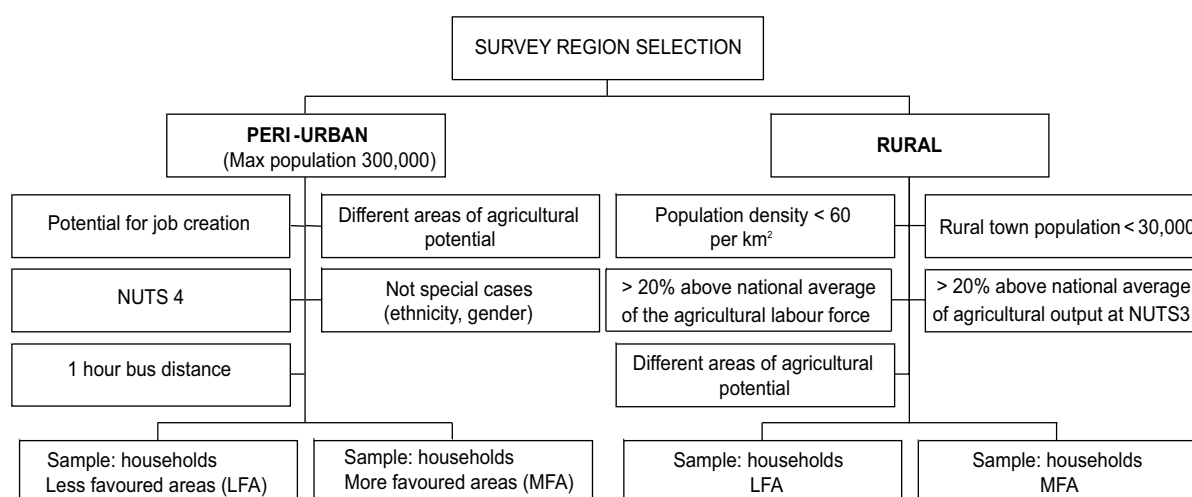 SURVEY REGION SELECTION
PERI-URBAN
(Max population 300,000)
RURAL
Potential for job creation
Different areas of agricultural
potential
Population density < 60
per km²
Rural town population < 30,000
NUTS 4
Not special cases
(ethnicity, gender)
> 20% above national average
of the agricultural labour force
> 20% above national average
of agricultural output at NUTS3
1 hour bus distance
Different areas of agricultural
potential
Sample: households
Less favoured areas (LFA)
Sample: households
More favoured areas (MFA)
Sample: households
LFA
Sample: households
MFA